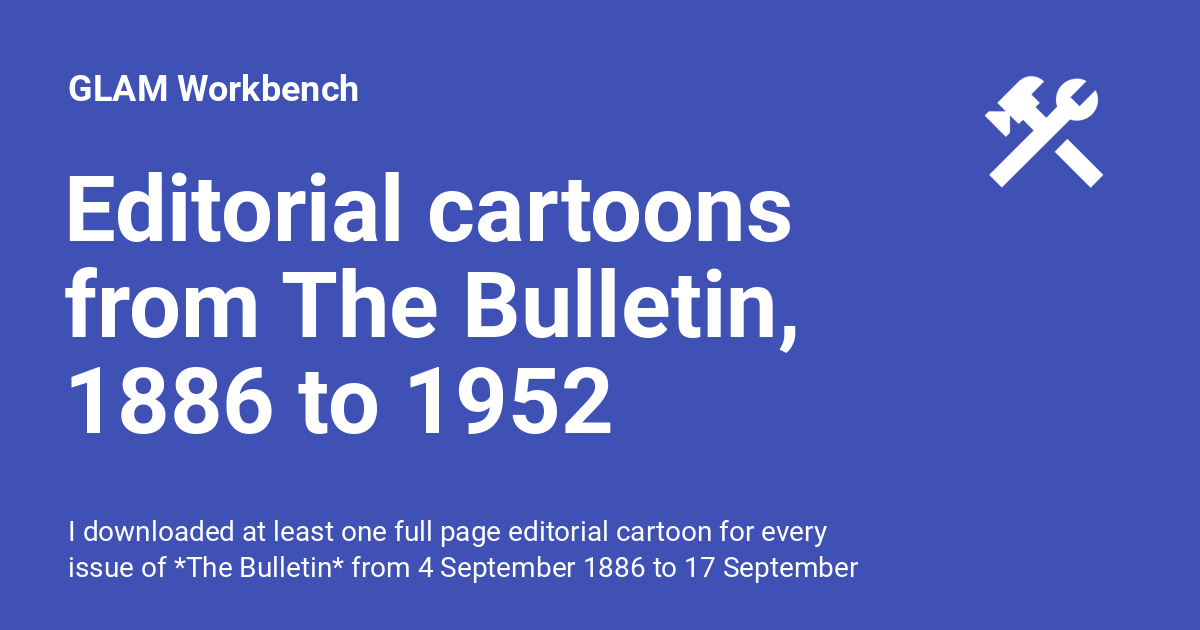 GLAM Workbench
Editorial cartoons
from The Bulletin,
1886 to 1952
I downloaded at least one full page editorial cartoon for every
issue of *The Bulletin* from 4 September 1886 to 17 September